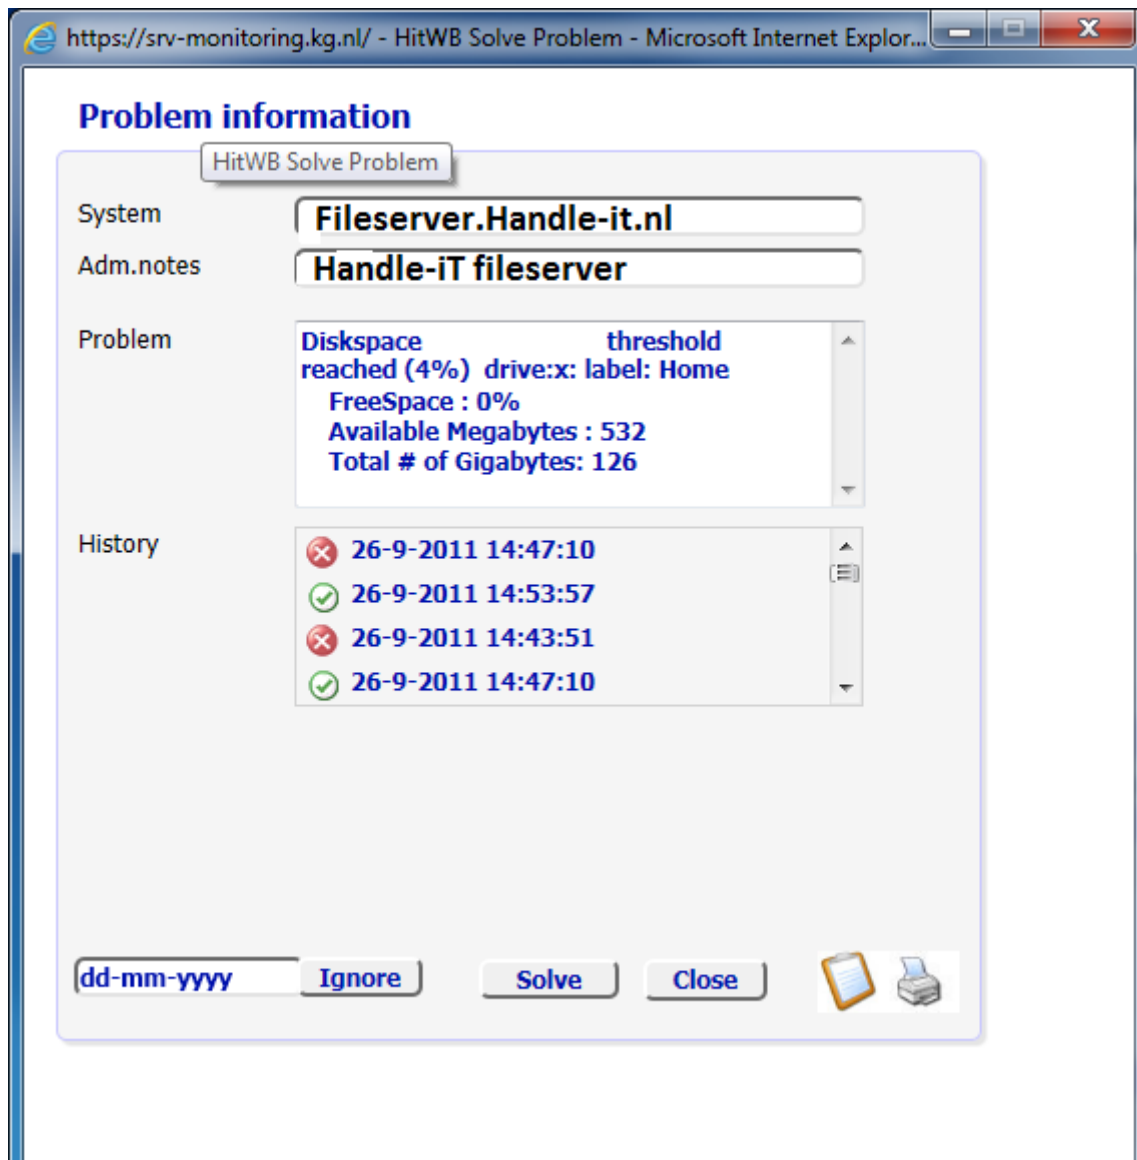 https://srv-monitoring.kg.nl/ - HitWB Solve Problem - Microsoft Internet Explor...
Problem information
HitWB Solve Problem
System Fileserver.Handle-it.nl
Adm.notes Handle-iT fileserver
Problem Diskspace threshold
reached (4%) drive:x: label: Home
FreeSpace : 0%
Available Megabytes : 532
Total # of Gigabytes: 126
History 26-9-2011 14:47:10
26-9-2011 14:53:57
26-9-2011 14:43:51
26-9-2011 14:47:10
dd-mm-yyyy Ignore Solve Close